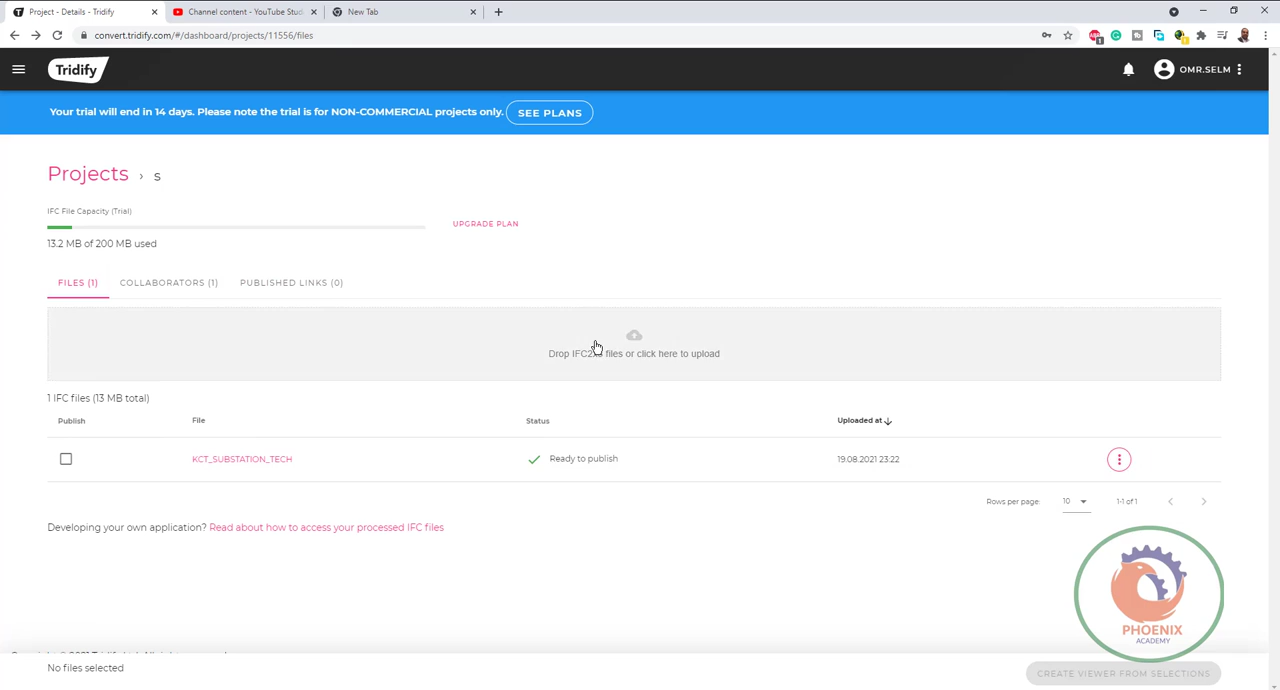 Project - Details - Tridify
Channel content - YouTube Stud
New Tab
convert.tridify.com/#/dashboard/projects/11556/files
Tridify
OMR.SELM
Your trial will end in 14 days. Please note the trial is for NON-COMMERCIAL projects only.
SEE PLANS
Projects › s
IFC File Capacity (Trial)
UPGRADE PLAN
13.2 MB of 200 MB used
FILES (1)
COLLABORATORS (1)
PUBLISHED LINKS (0)
Drop IFC2 files or click here to upload
1 IFC files (13 MB total)
Publish
File
Status
Uploaded at
KCT_SUBSTATION_TECH
Ready to publish
19.08.2021 23:22
Rows per page:
10
1-1 of 1
Developing your own application? Read about how to access your processed IFC files
PHOENIX
ACADEMY
No files selected
CREATE VIEWER FROM SELECTIONS